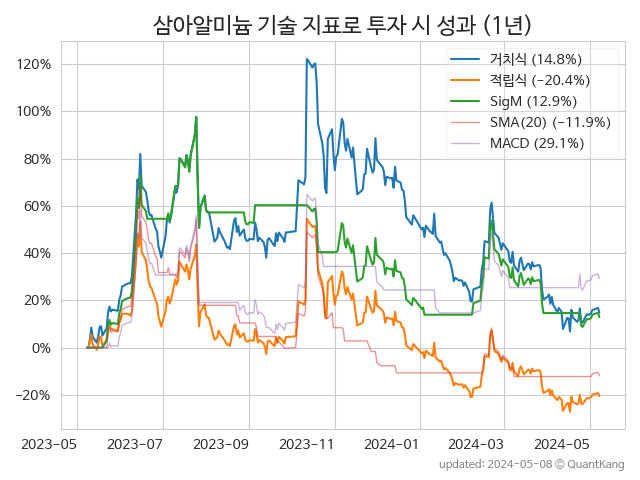 삼아알미늄 기술 지표로 투자 시 성과 (1년)
거치식 (14.8%)
적립식 (−20.4%)
SigM (12.9%)
SMA(20) (−11.9%)
MACD (29.1%)
120%
100%
80%
60%
40%
20%
0%
−20%
2023-05
2023-07
2023-09
2023-11
2024-01
2024-03
2024-05
updated: 2024-05-08 © QuantKang